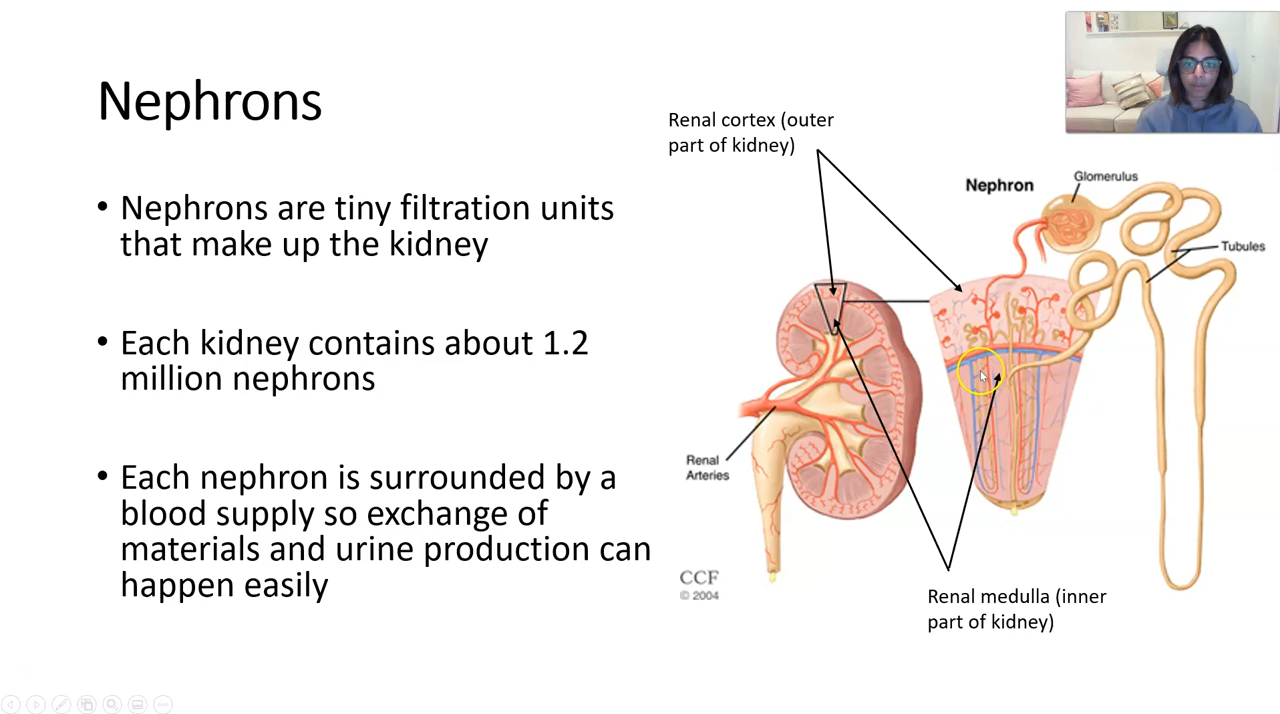 Nephrons
• Nephrons are tiny filtration units
that make up the kidney
• Each kidney contains about 1.2
million nephrons
• Each nephron is surrounded by a
blood supply so exchange of
materials and urine production can
happen easily
Renal cortex (outer
part of kidney)
Nephron
Glomerulus
Tubules
Renal
Arteries
CCF
© 2004
Renal medulla (inner
part of kidney)